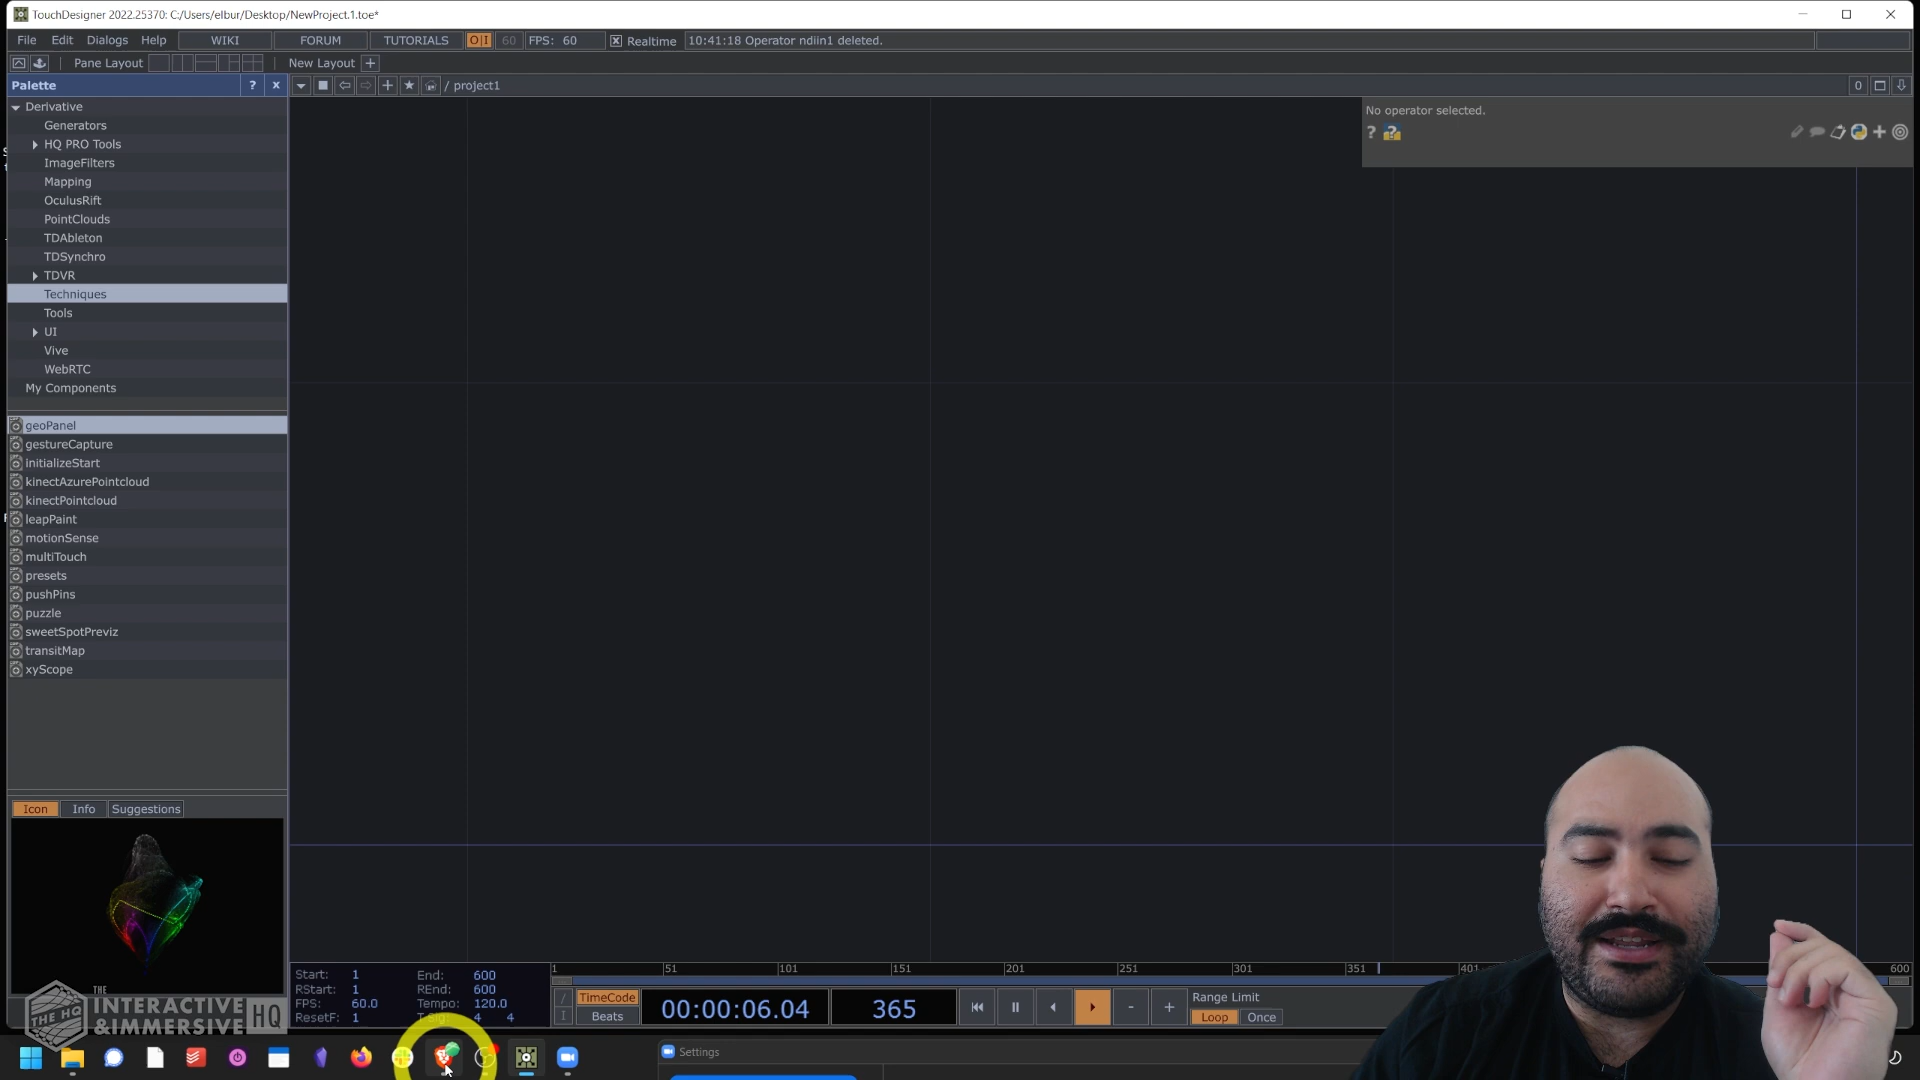 TouchDesigner 2022.25370: C:/Users/elbur/Desktop/NewProject.1.toe*
File Edit Dialogs Help WIKI FORUM TUTORIALS O|I 60 FPS: 60 Realtime 10:41:18 Operator ndiin1 deleted.
Pane Layout New Layout +
Palette ? x / project1 0
No operator selected.
Derivative
Generators
HQ PRO Tools
ImageFilters
Mapping
OculusRift
PointClouds
TDAbleton
TDSynchro
TDVR
Techniques
Tools
UI
Vive
WebRTC
My Components
geoPanel
gestureCapture
initializeStart
kinectAzurePointcloud
kinectPointcloud
leapPaint
motionSense
multiTouch
presets
pushPins
puzzle
sweetSpotPreviz
transitMap
xyScope
Icon Info Suggestions
THE HQ
THE
INTERACTIVE
&IMMERSIVE HQ
Start: 1 End: 600
RStart: 1 REnd: 600
FPS: 60.0 Tempo: 120.0
ResetF: 1 T Sig: 4 4
1 51 101 151 201 251 301 351 401 600
TimeCode
Beats
00:00:06.04 365
- +
Range Limit
Loop Once
Settings